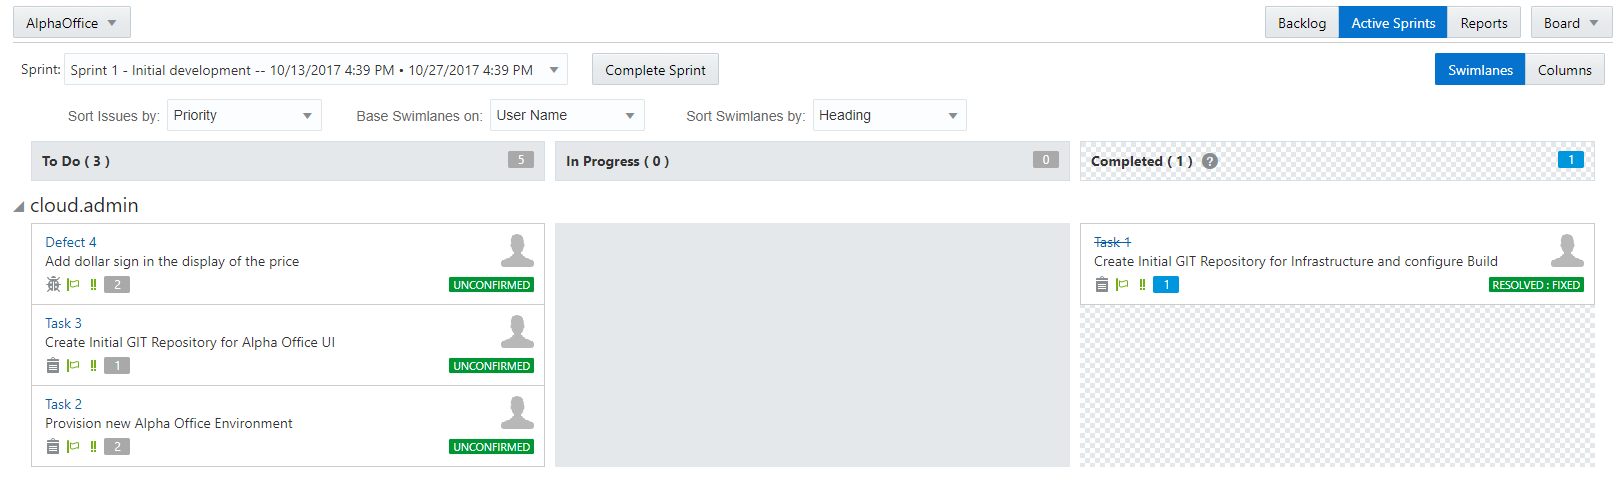 AlphaOffice Backlog Active Sprints Reports Board
Sprint: Sprint 1 - Initial development -- 10/13/2017 4:39 PM • 10/27/2017 4:39 PM Complete Sprint Swimlanes Columns
Sort Issues by: Priority Base Swimlanes on: User Name Sort Swimlanes by: Heading
To Do ( 3 ) 5 In Progress ( 0 ) 0 Completed ( 1 ) ? 1
cloud.admin
Defect 4
Add dollar sign in the display of the price
!! 2 UNCONFIRMED
Task 3
Create Initial GIT Repository for Alpha Office UI
!! 1 UNCONFIRMED
Task 2
Provision new Alpha Office Environment
!! 2 UNCONFIRMED
Task 1
Create Initial GIT Repository for Infrastructure and configure Build
!! 1 RESOLVED : FIXED